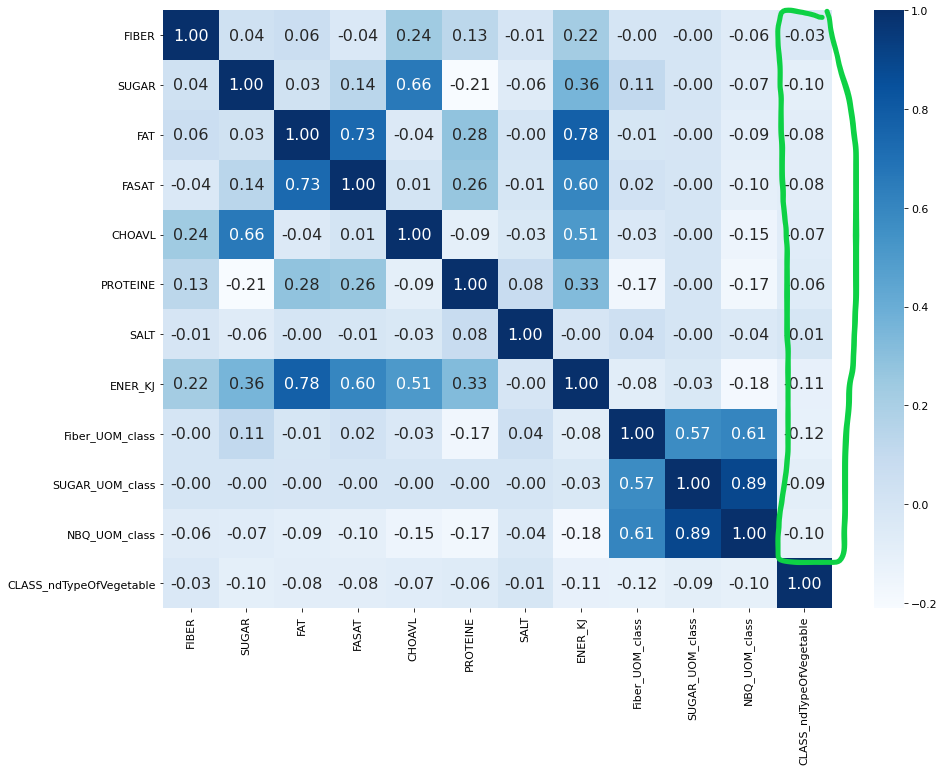 FIBER 1.00 0.04 0.06 -0.04 0.24 0.13 -0.01 0.22 -0.00 -0.00 -0.06 -0.03
SUGAR 0.04 1.00 0.03 0.14 0.66 -0.21 -0.06 0.36 0.11 -0.00 -0.07 -0.10
FAT 0.06 0.03 1.00 0.73 -0.04 0.28 -0.00 0.78 -0.01 -0.00 -0.09 -0.08
FASAT -0.04 0.14 0.73 1.00 0.01 0.26 -0.01 0.60 0.02 -0.00 -0.10 -0.08
CHOAVL 0.24 0.66 -0.04 0.01 1.00 -0.09 -0.03 0.51 -0.03 -0.00 -0.15 -0.07
PROTEINE 0.13 -0.21 0.28 0.26 -0.09 1.00 0.08 0.33 -0.17 -0.00 -0.17 -0.06
SALT -0.01 -0.06 -0.00 -0.01 -0.03 0.08 1.00 -0.00 0.04 -0.00 -0.04 -0.01
ENER_KJ 0.22 0.36 0.78 0.60 0.51 0.33 -0.00 1.00 -0.08 -0.03 -0.18 -0.11
Fiber_UOM_class -0.00 0.11 -0.01 0.02 -0.03 -0.17 0.04 -0.08 1.00 0.57 0.61 -0.12
SUGAR_UOM_class -0.00 -0.00 -0.00 -0.00 -0.00 -0.00 -0.00 -0.03 0.57 1.00 0.89 -0.09
NBQ_UOM_class -0.06 -0.07 -0.09 -0.10 -0.15 -0.17 -0.04 -0.18 0.61 0.89 1.00 -0.10
CLASS_ndTypeOfVegetable -0.03 -0.10 -0.08 -0.08 -0.07 -0.06 -0.01 -0.11 -0.12 -0.09 -0.10 1.00
FIBER
SUGAR
FAT
FASAT
CHOAVL
PROTEINE
SALT
ENER_KJ
Fiber_UOM_class
SUGAR_UOM_class
NBQ_UOM_class
CLASS_ndTypeOfVegetable
1.0
0.8
0.6
0.4
0.2
0.0
−0.2